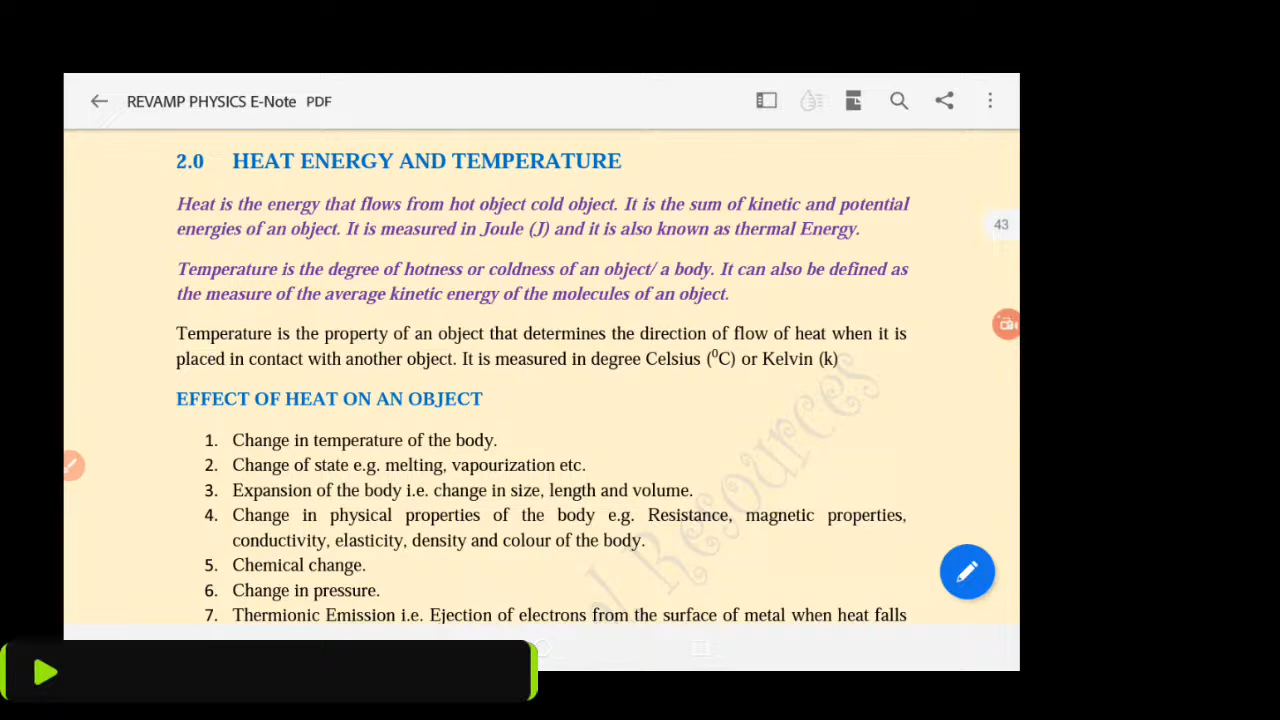 REVAMP PHYSICS E-Note PDF
2.0 HEAT ENERGY AND TEMPERATURE
Heat is the energy that flows from hot object cold object. It is the sum of kinetic and potential
energies of an object. It is measured in Joule (J) and it is also known as thermal Energy.
43
Temperature is the degree of hotness or coldness of an object/ a body. It can also be defined as
the measure of the average kinetic energy of the molecules of an object.
Temperature is the property of an object that determines the direction of flow of heat when it is
placed in contact with another object. It is measured in degree Celsius (⁰C) or Kelvin (k)
EFFECT OF HEAT ON AN OBJECT
1. Change in temperature of the body.
2. Change of state e.g. melting, vapourization etc.
3. Expansion of the body i.e. change in size, length and volume.
4. Change in physical properties of the body e.g. Resistance, magnetic properties,
conductivity, elasticity, density and colour of the body.
5. Chemical change.
6. Change in pressure.
7. Thermionic Emission i.e. Ejection of electrons from the surface of metal when heat falls
Resources